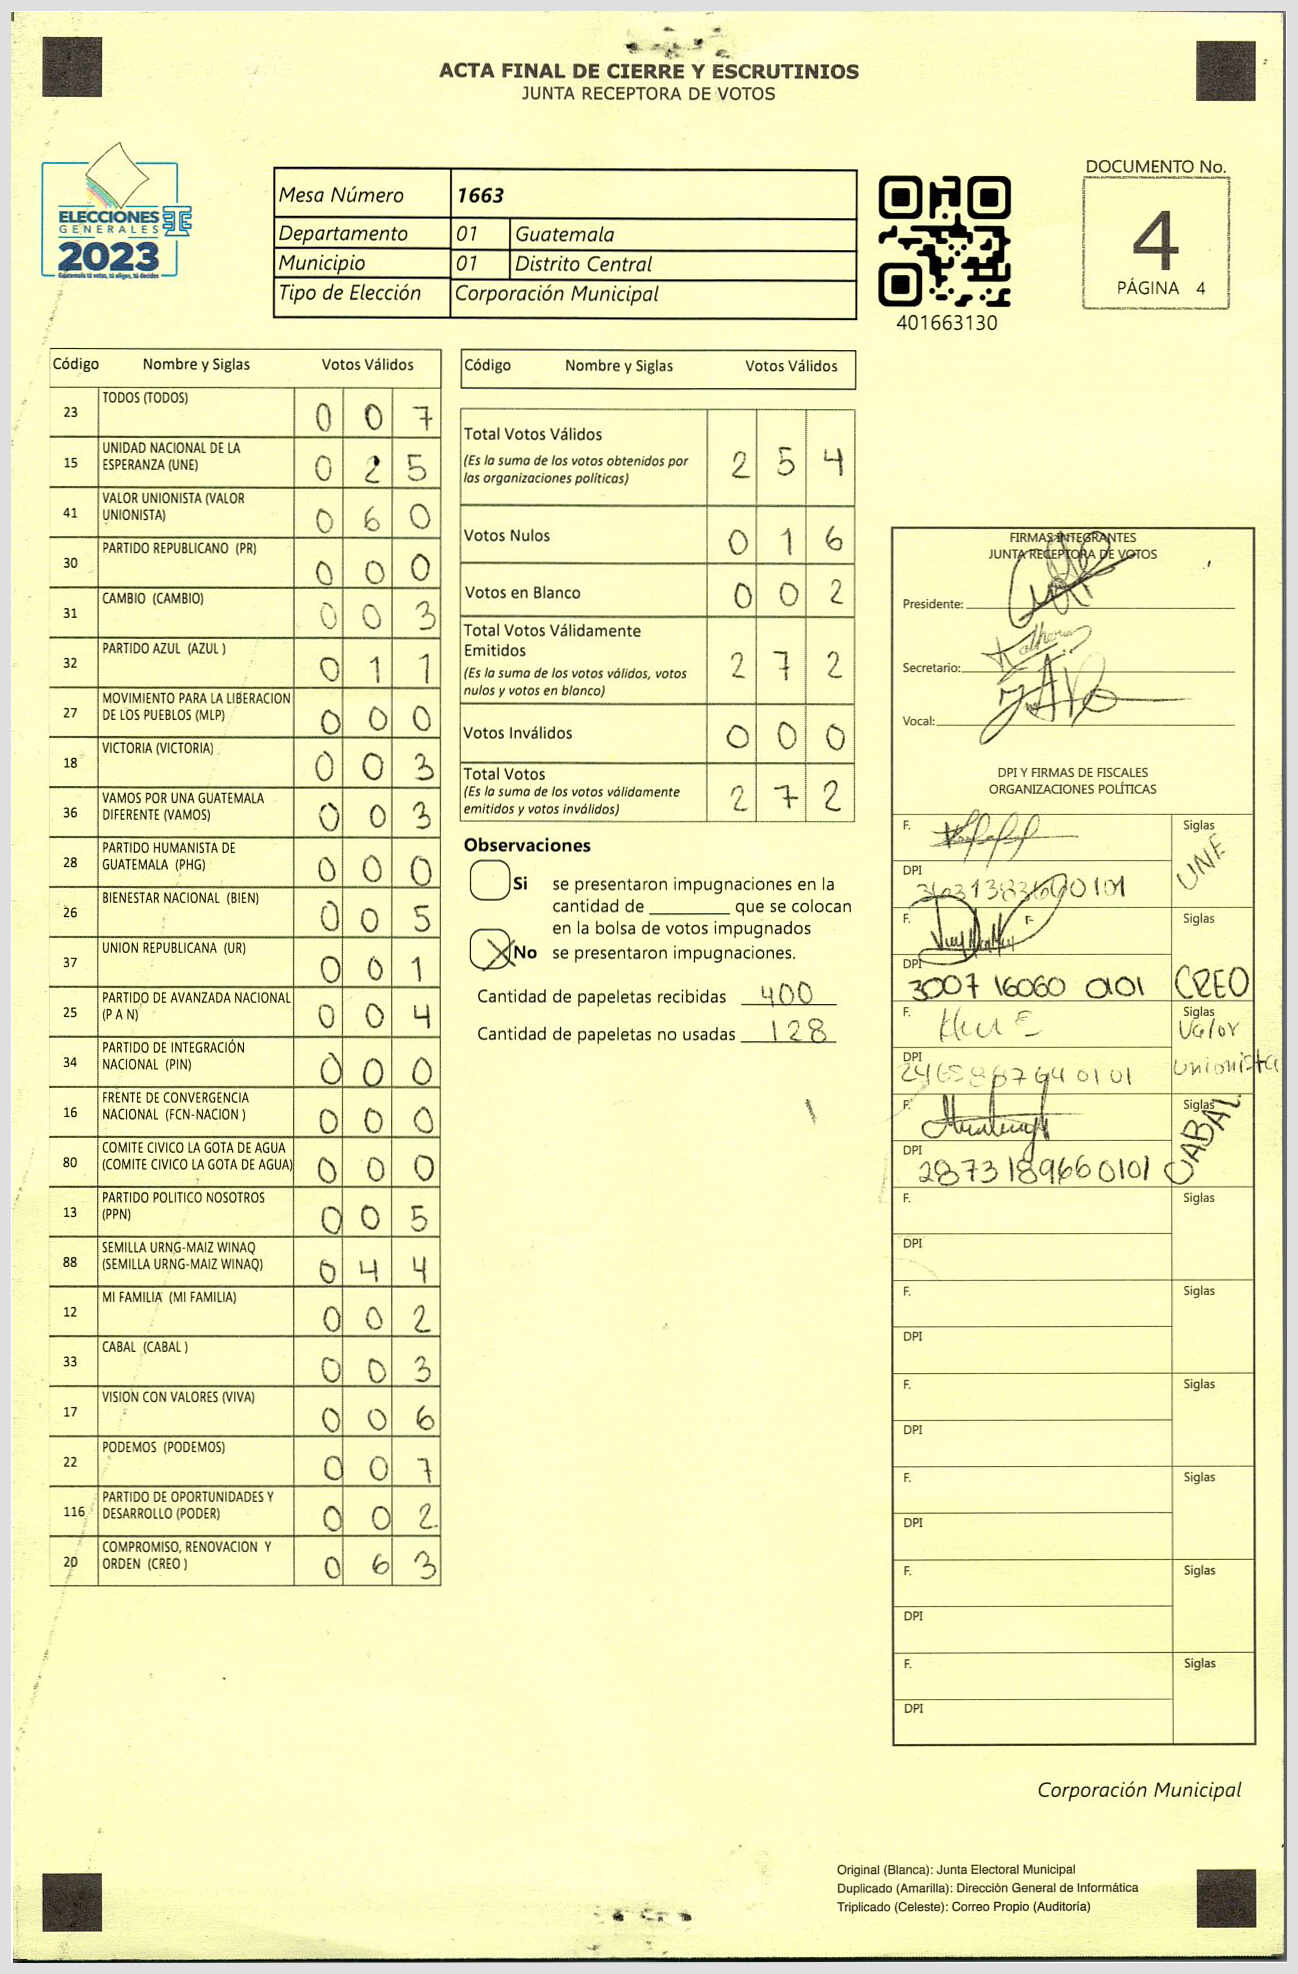 ACTA FINAL DE CIERRE Y ESCRUTINIOS
JUNTA RECEPTORA DE VOTOS
ELECCIONES
GENERALES
2023
Guatemala tú votas, tú eliges, tú decides
Mesa Número 1663
Departamento 01 Guatemala
Municipio 01 Distrito Central
Tipo de Elección Corporación Municipal
401663130
DOCUMENTO No.
4
PÁGINA 4
Código Nombre y Siglas Votos Válidos
23 TODOS (TODOS) 0 0 7
15 UNIDAD NACIONAL DE LA
ESPERANZA (UNE) 0 2 5
41 VALOR UNIONISTA (VALOR
UNIONISTA) 0 6 0
30 PARTIDO REPUBLICANO (PR) 0 0 0
31 CAMBIO (CAMBIO) 0 0 3
32 PARTIDO AZUL (AZUL ) 0 1 1
27 MOVIMIENTO PARA LA LIBERACION
DE LOS PUEBLOS (MLP) 0 0 0
18 VICTORIA (VICTORIA) 0 0 3
36 VAMOS POR UNA GUATEMALA
DIFERENTE (VAMOS) 0 0 3
28 PARTIDO HUMANISTA DE
GUATEMALA (PHG) 0 0 0
26 BIENESTAR NACIONAL (BIEN) 0 0 5
37 UNION REPUBLICANA (UR) 0 0 1
25 PARTIDO DE AVANZADA NACIONAL
(P A N) 0 0 4
34 PARTIDO DE INTEGRACIÓN
NACIONAL (PIN) 0 0 0
16 FRENTE DE CONVERGENCIA
NACIONAL (FCN-NACION ) 0 0 0
80 COMITE CIVICO LA GOTA DE AGUA
(COMITE CIVICO LA GOTA DE AGUA) 0 0 0
13 PARTIDO POLITICO NOSOTROS
(PPN) 0 0 5
88 SEMILLA URNG-MAIZ WINAQ
(SEMILLA URNG-MAIZ WINAQ) 0 4 4
12 MI FAMILIA (MI FAMILIA) 0 0 2
33 CABAL (CABAL ) 0 0 3
17 VISION CON VALORES (VIVA) 0 0 6
22 PODEMOS (PODEMOS) 0 0 7
116 PARTIDO DE OPORTUNIDADES Y
DESARROLLO (PODER) 0 0 2
20 COMPROMISO, RENOVACION Y
ORDEN (CREO ) 0 6 3
Código Nombre y Siglas Votos Válidos
Total Votos Válidos
(Es la suma de los votos obtenidos por
las organizaciones políticas) 2 5 4
Votos Nulos 0 1 6
Votos en Blanco 0 0 2
Total Votos Válidamente
Emitidos
(Es la suma de los votos válidos, votos
nulos y votos en blanco) 2 7 2
Votos Inválidos 0 0 0
Total Votos
(Es la suma de los votos válidamente
emitidos y votos inválidos) 2 7 2
Observaciones
Si se presentaron impugnaciones en la
cantidad de ________ que se colocan
en la bolsa de votos impugnados
X No se presentaron impugnaciones.
Cantidad de papeletas recibidas 400
Cantidad de papeletas no usadas 128
FIRMAS INTEGRANTES
JUNTA RECEPTORA DE VOTOS
Presidente:
Secretario:
Vocal:
DPI Y FIRMAS DE FISCALES
ORGANIZACIONES POLÍTICAS
F. Siglas
UNE
DPI
F. Siglas
DPI
3007 16060 0101 CREO
F. Siglas
Valor
Unionista
DPI
F. Siglas
CABAL
DPI
2873 18966 0101
F. Siglas
DPI
F. Siglas
DPI
F. Siglas
DPI
F. Siglas
DPI
F. Siglas
DPI
F. Siglas
DPI
Corporación Municipal
Original (Blanca): Junta Electoral Municipal
Duplicado (Amarilla): Dirección General de Informática
Triplicado (Celeste): Correo Propio (Auditoría)